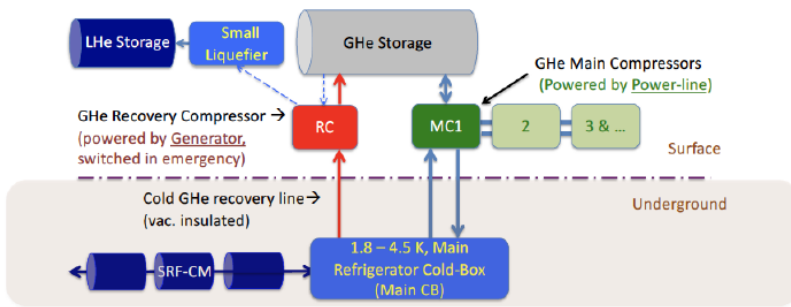 LHe Storage
Small
Liquefier
GHe Storage
GHe Main Compressors
(Powered by Power-line)
GHe Recovery Compressor →
(powered by Generator,
switched in emergency)
RC
MC1
2
3 & ...
Surface
Cold GHe recovery line→
(vac. insulated)
Underground
SRF-CM
1.8 – 4.5 K, Main
Refrigerator Cold-Box
(Main CB)